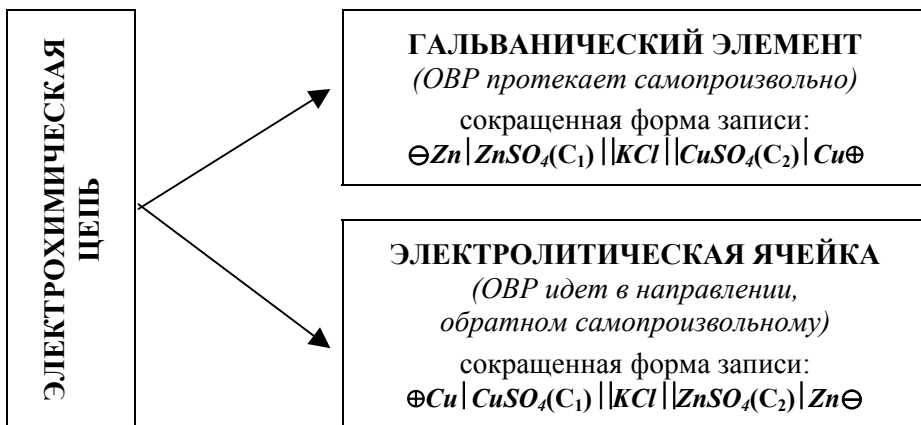 ЭЛЕКТРОХИМИЧЕСКАЯ
ЦЕПЬ
ГАЛЬВАНИЧЕСКИЙ ЭЛЕМЕНТ
(ОВР протекает самопроизвольно)
сокращенная форма записи:
⊖Zn|ZnSO₄(C₁)||KCl||CuSO₄(C₂)|Cu⊕
ЭЛЕКТРОЛИТИЧЕСКАЯ ЯЧЕЙКА
(ОВР идет в направлении,
обратном самопроизвольному)
сокращенная форма записи:
⊕Cu|CuSO₄(C₁)||KCl||ZnSO₄(C₂)|Zn⊖